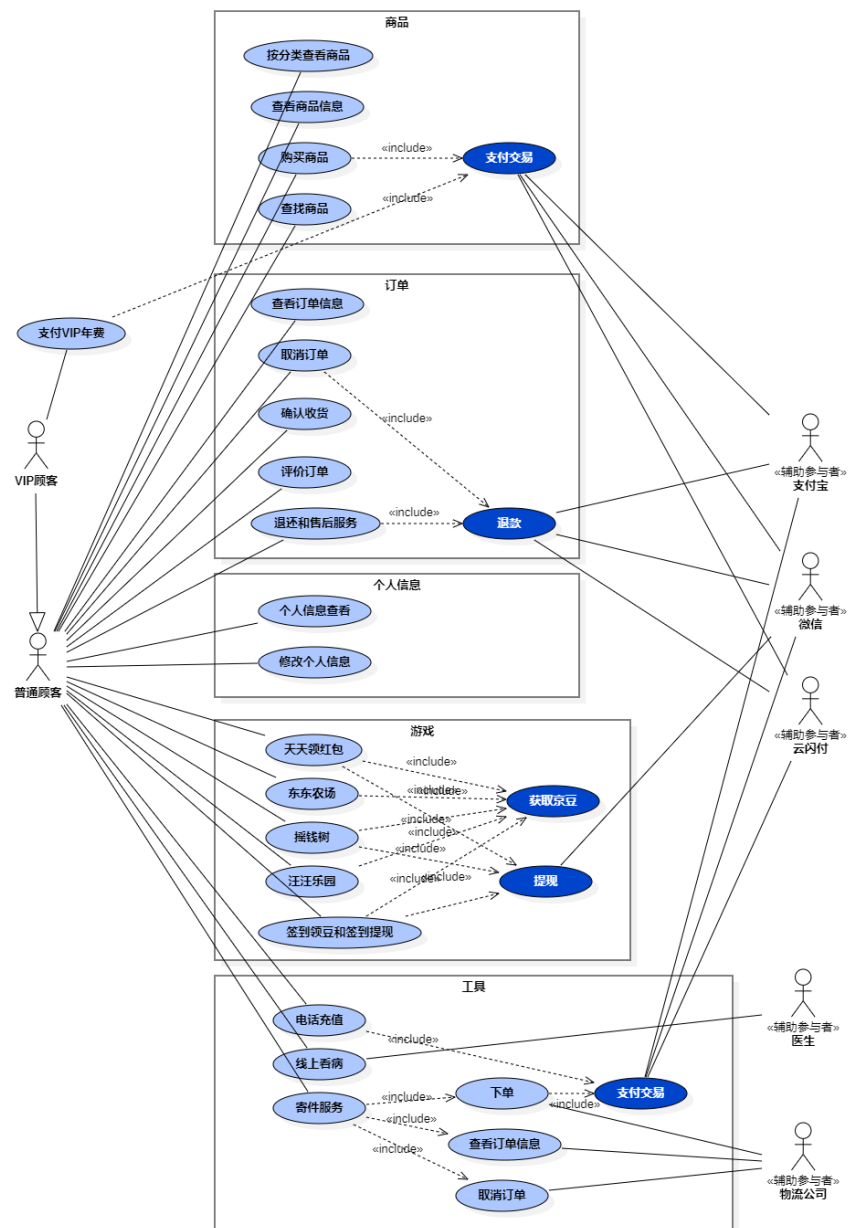 商品
按分类查看商品
查看商品信息
购买商品
«include»
支付交易
«include»
查找商品
支付VIP年费
VIP顾客
普通顾客
订单
查看订单信息
取消订单
«include»
确认收货
评价订单
退还和售后服务
«include»
退款
个人信息
个人信息查看
修改个人信息
游戏
天天领红包
«include»
东东农场
«include»
«include»
获取京豆
摇钱树
«include»
«include»
汪汪乐园
«include»
«include»
提现
签到领豆和签到提现
工具
电话充值
«include»
线上看病
寄件服务
«include»
下单
«include»
支付交易
«include»
查看订单信息
«include»
取消订单
«辅助参与者»
支付宝
«辅助参与者»
微信
«辅助参与者»
云闪付
«辅助参与者»
医生
«辅助参与者»
物流公司